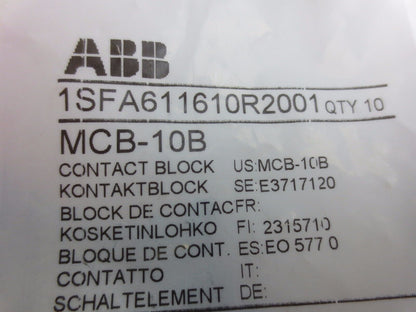 ABB
1SFA611610R2001 QTY 10
MCB-10B
CONTACT BLOCK US:MCB-10B
KONTAKTBLOCK SE:E3717120
BLOCK DE CONTACFR:
KOSKETINLOHKO FI: 2315710
BLOQUE DE CONT. ES:EO 577 0
CONTATTO IT:
SCHALTELEMENT DE: